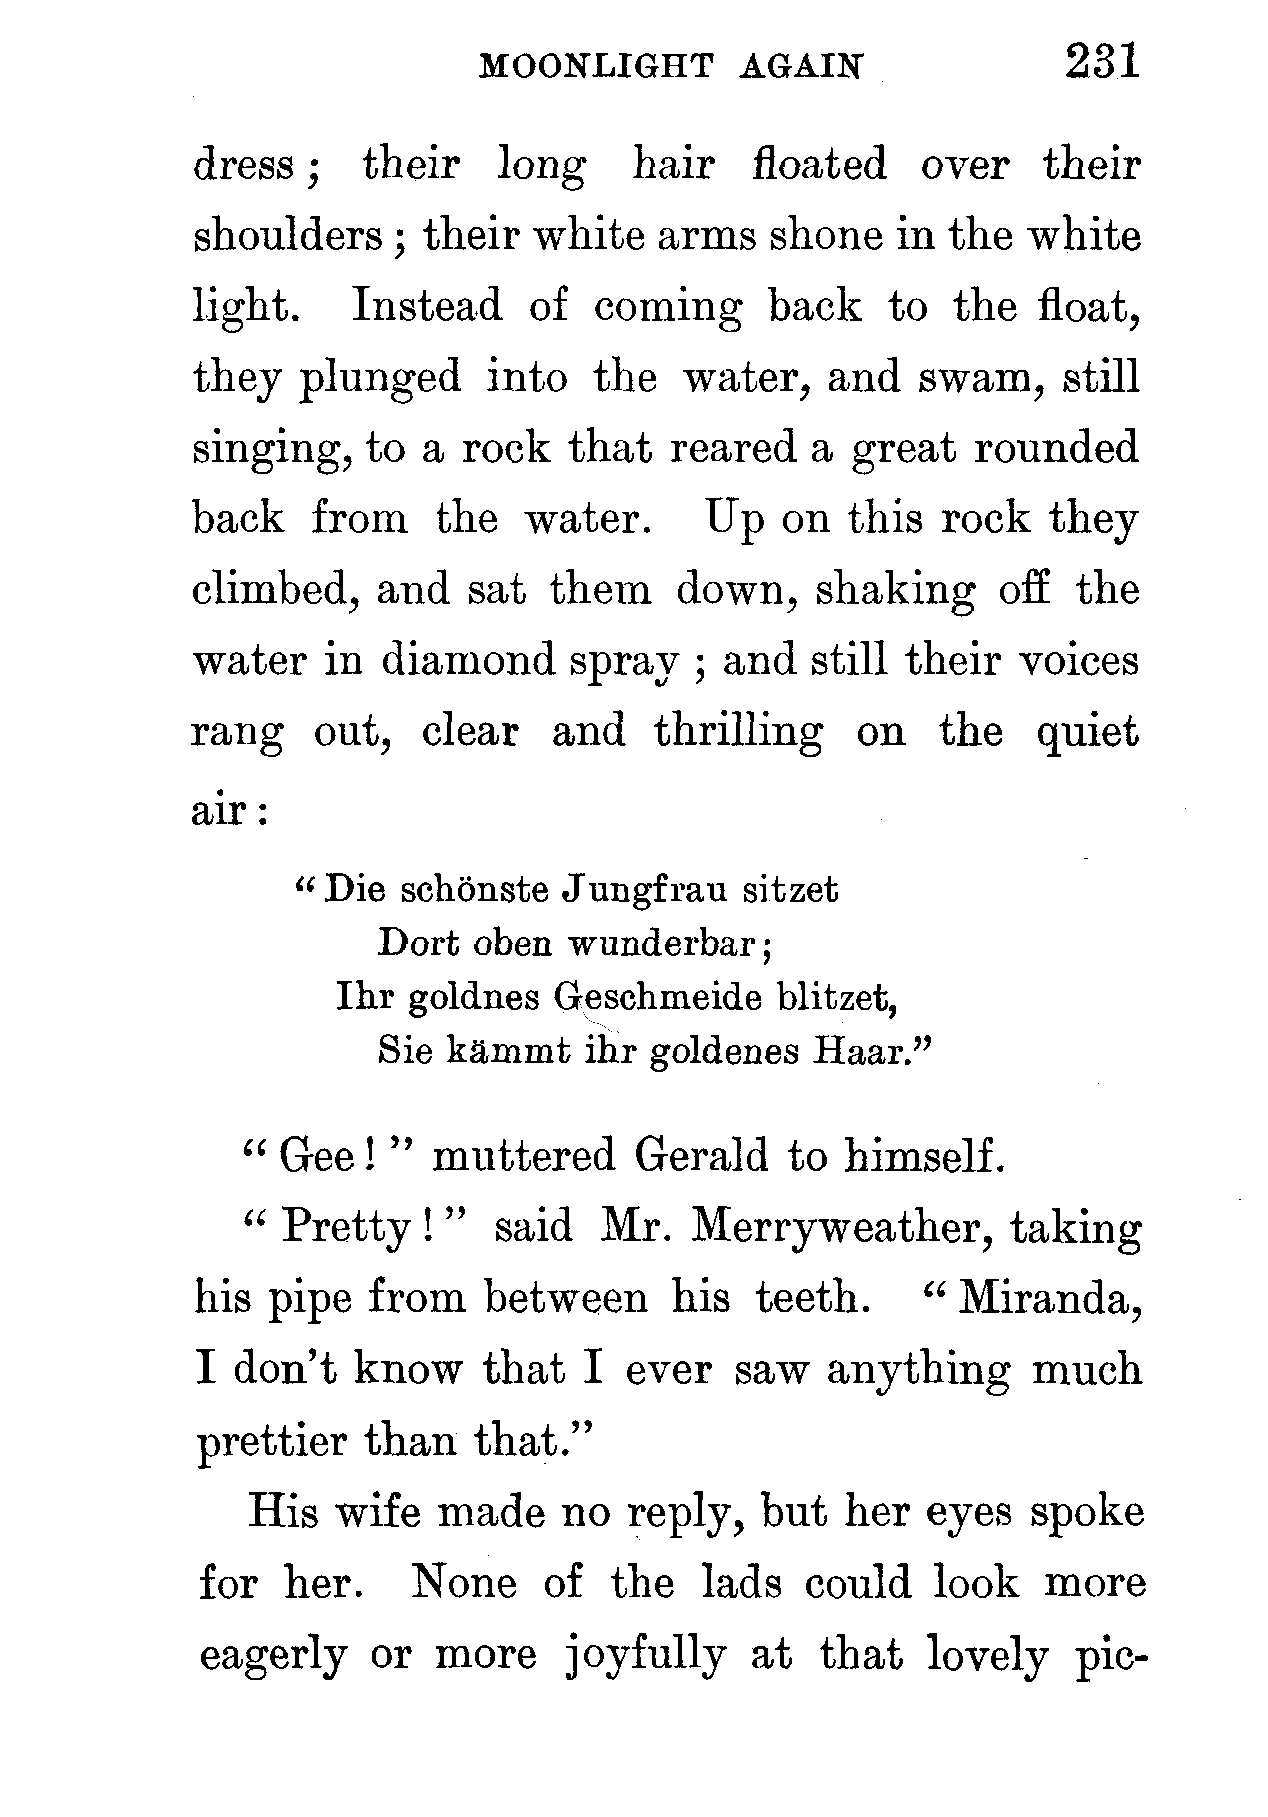 MOONLIGHT AGAIN 231
dress ; their long hair floated over their
shoulders ; their white arms shone in the white
light. Instead of coming back to the float,
they plunged into the water, and swam, still
singing, to a rock that reared a great rounded
back from the water. Up on this rock they
climbed, and sat them down, shaking off the
water in diamond spray ; and still their voices
rang out, clear and thrilling on the quiet
air :
“ Die schönste Jungfrau sitzet
Dort oben wunderbar ;
Ihr goldnes Geschmeide blitzet,
Sie kämmt ihr goldenes Haar.”
“ Gee ! ” muttered Gerald to himself.
“ Pretty ! ” said Mr. Merryweather, taking
his pipe from between his teeth. “ Miranda,
I don’t know that I ever saw anything much
prettier than that.”
His wife made no reply, but her eyes spoke
for her. None of the lads could look more
eagerly or more joyfully at that lovely pic-